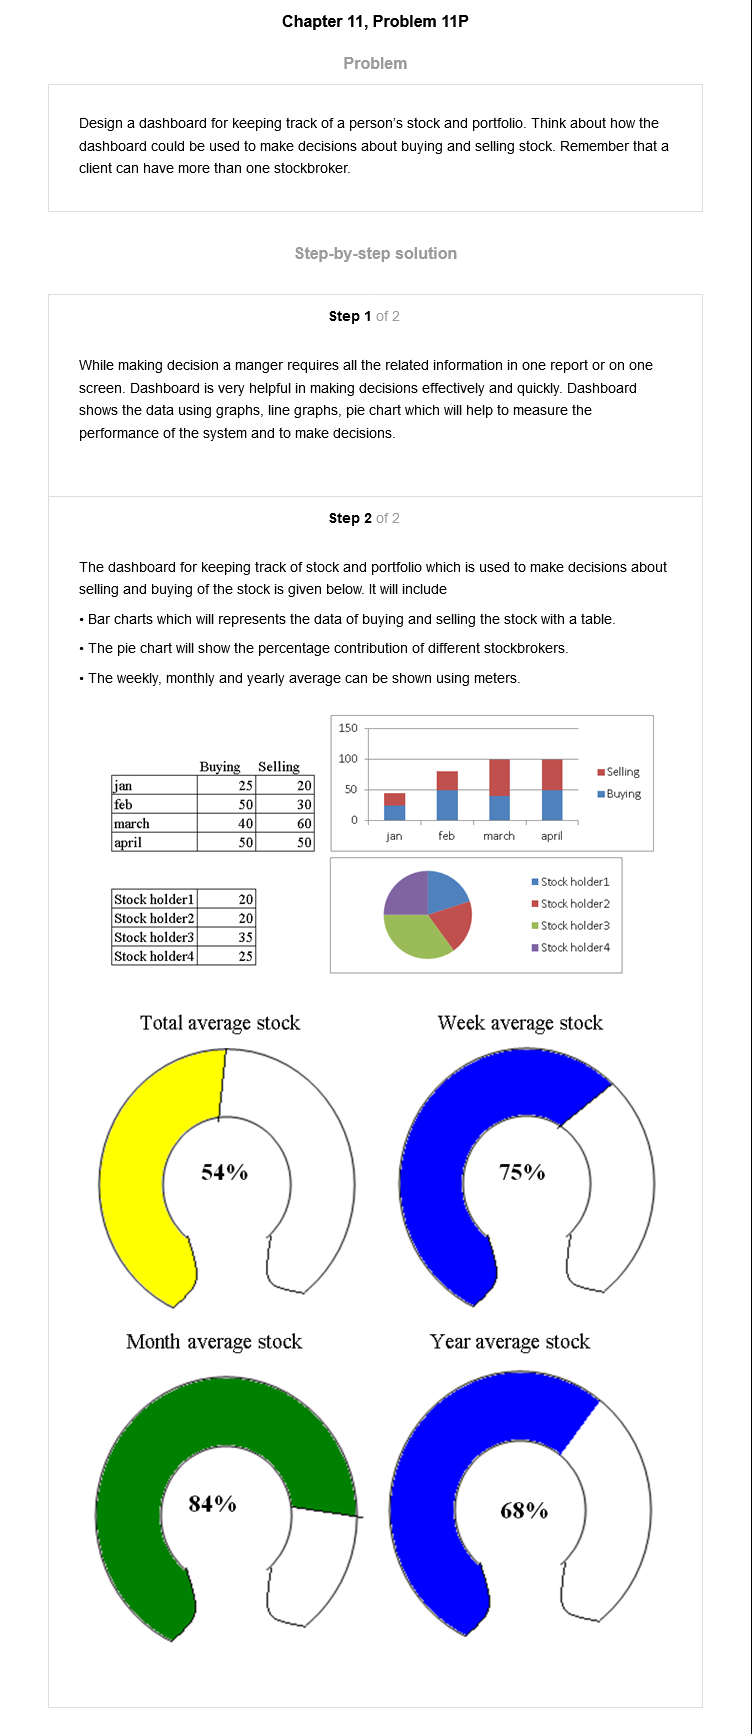 Chapter 11, Problem 11P
Problem
Design a dashboard for keeping track of a person's stock and portfolio. Think about how the
dashboard could be used to make decisions about buying and selling stock. Remember that a
client can have more than one stockbroker.
Step-by-step solution
Step 1 of 2
While making decision a manger requires all the related information in one report or on one
screen. Dashboard is very helpful in making decisions effectively and quickly. Dashboard
shows the data using graphs, line graphs, pie chart which will help to measure the
performance of the system and to make decisions.
Step 2 of 2
The dashboard for keeping track of stock and portfolio which is used to make decisions about
selling and buying of the stock is given below. It will include
• Bar charts which will represents the data of buying and selling the stock with a table.
• The pie chart will show the percentage contribution of different stockbrokers.
• The weekly, monthly and yearly average can be shown using meters.
Buying Selling
jan 25 20
feb 50 30
march 40 60
april 50 50
150
100
50
0
jan feb march april
Selling
Buying
Stock holder1 20
Stock holder2 20
Stock holder3 35
Stock holder4 25
Stock holder1
Stock holder2
Stock holder3
Stock holder4
Total average stock
Week average stock
54%
75%
Month average stock
Year average stock
84%
68%